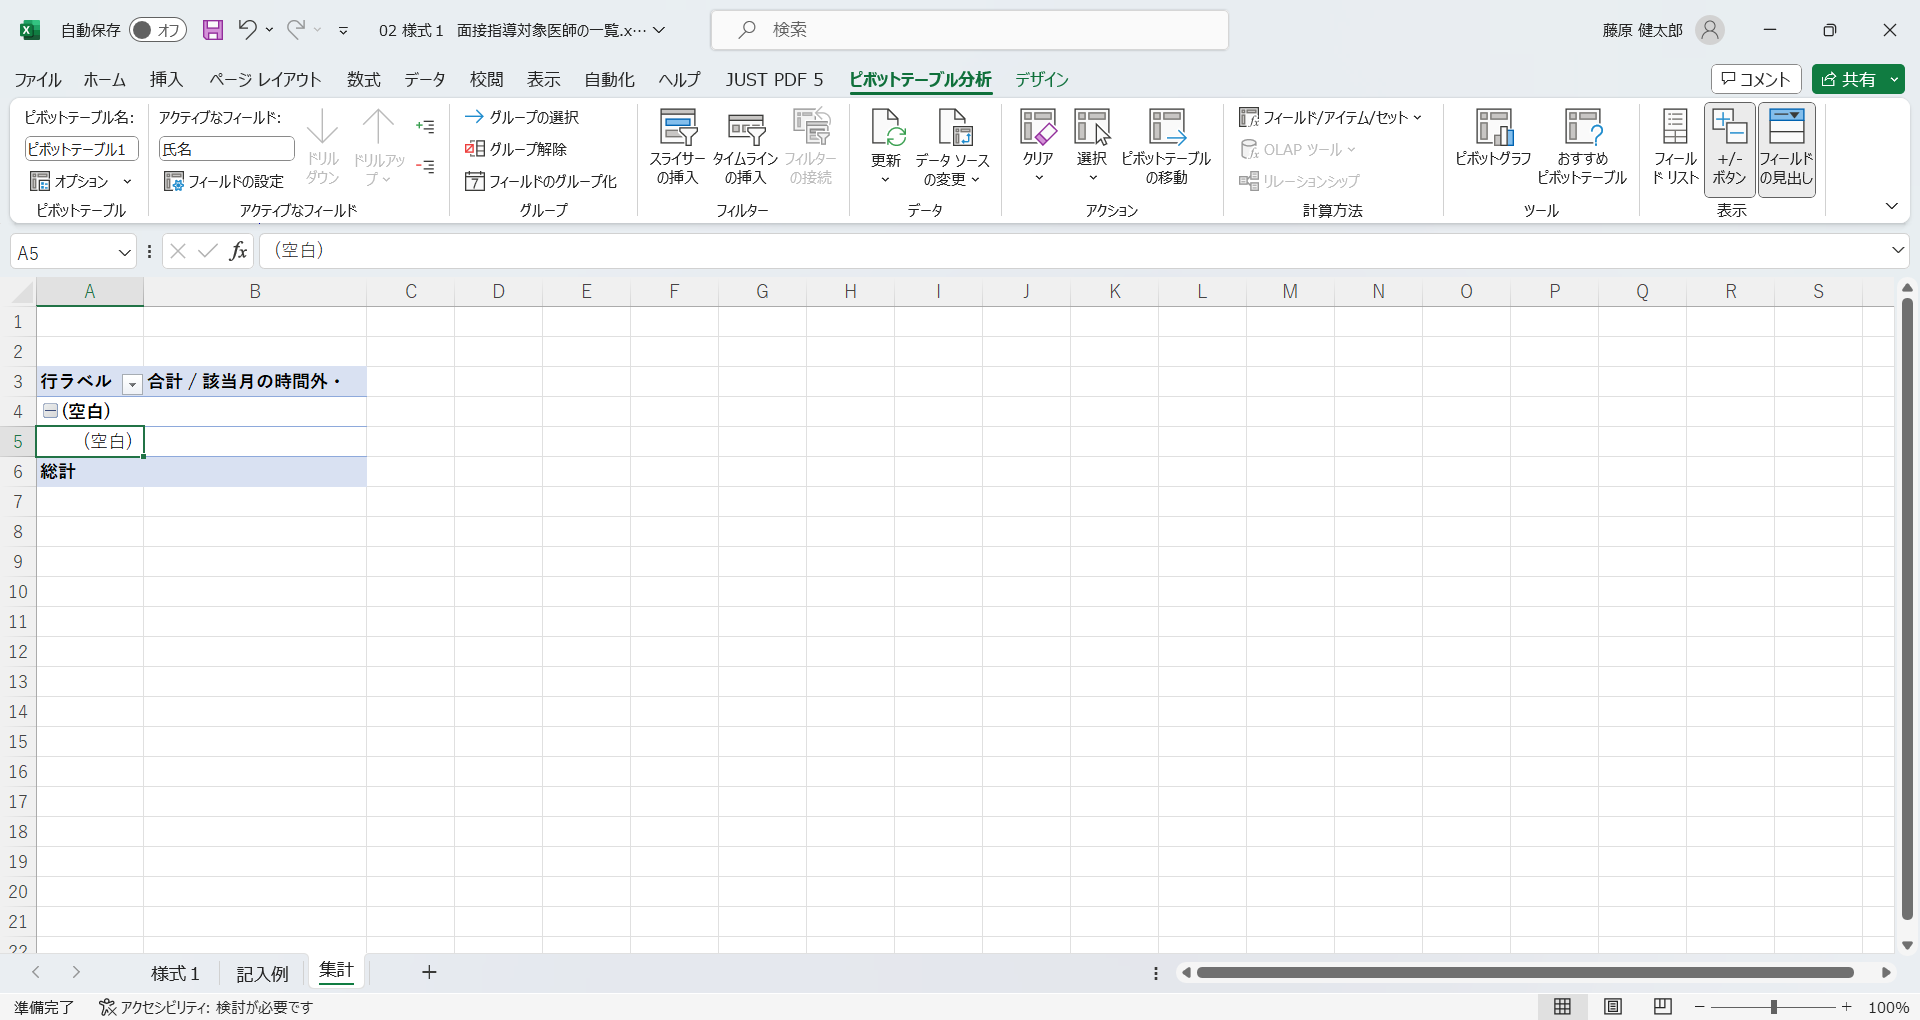 自動保存 オフ 02 様式１ 面接指導対象医師の一覧.x… 検索 藤原 健太郎
ファイル ホーム 挿入 ページ レイアウト 数式 データ 校閲 表示 自動化 ヘルプ JUST PDF 5 ピボットテーブル分析 デザイン コメント 共有
ピボットテーブル名:
ピボットテーブル1
オプション
ピボットテーブル
アクティブなフィールド:
氏名
フィールドの設定
ドリル
ダウン
ドリルアッ
プ
アクティブなフィールド
グループの選択
グループ解除
フィールドのグループ化
グループ
スライサー
の挿入
タイムライン
の挿入
フィルター
の接続
フィルター
更新
データ ソース
の変更
データ
クリア
選択
ピボットテーブル
の移動
アクション
フィールド/アイテム/セット
OLAP ツール
リレーションシップ
計算方法
ピボットグラフ
おすすめ
ピボットテーブル
ツール
フィール
ド リスト
+/-
ボタン
フィールド
の見出し
表示
A5 fx (空白)
A B C D E F G H I J K L M N O P Q R S
1
2
3 行ラベル 合計 / 該当月の時間外・
4 (空白)
5 (空白)
6 総計
7
8
9
10
11
12
13
14
15
16
17
18
19
20
21
22
様式１ 記入例 集計
準備完了 アクセシビリティ: 検討が必要です 100%